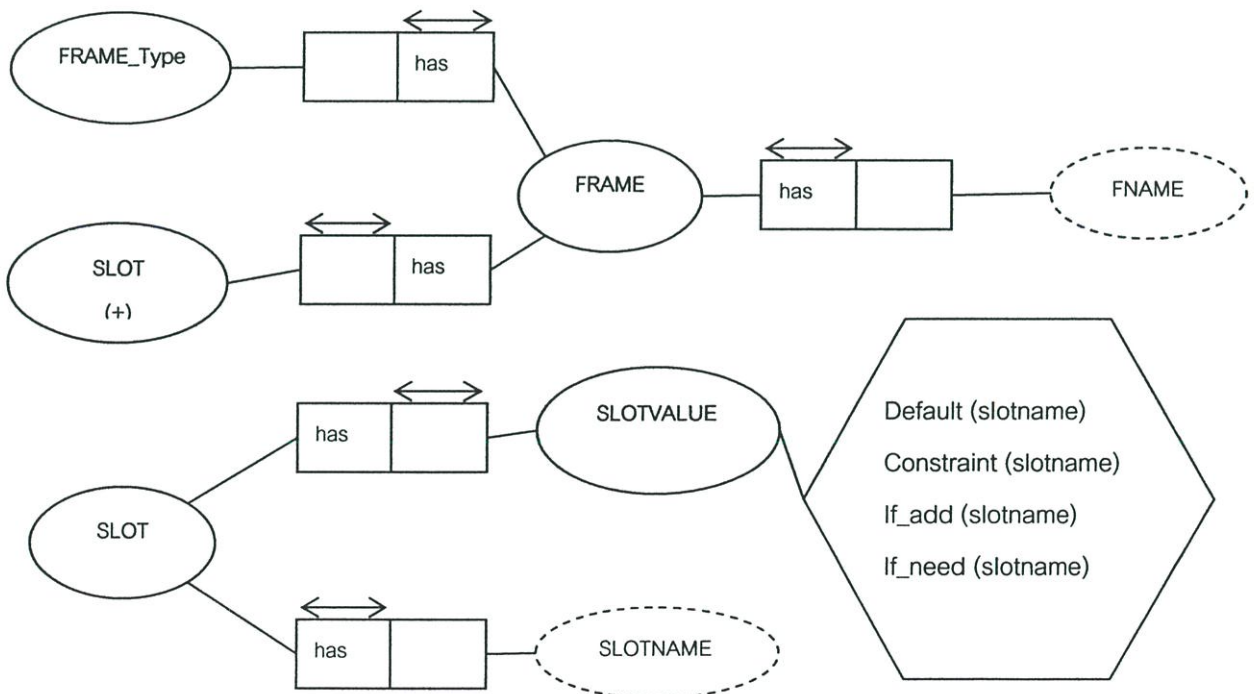 FRAME_Type
has
FRAME
has
FNAME
SLOT
(+)
has
has
SLOTVALUE
Default (slotname)
Constraint (slotname)
If_add (slotname)
If_need (slotname)
SLOT
has
SLOTNAME